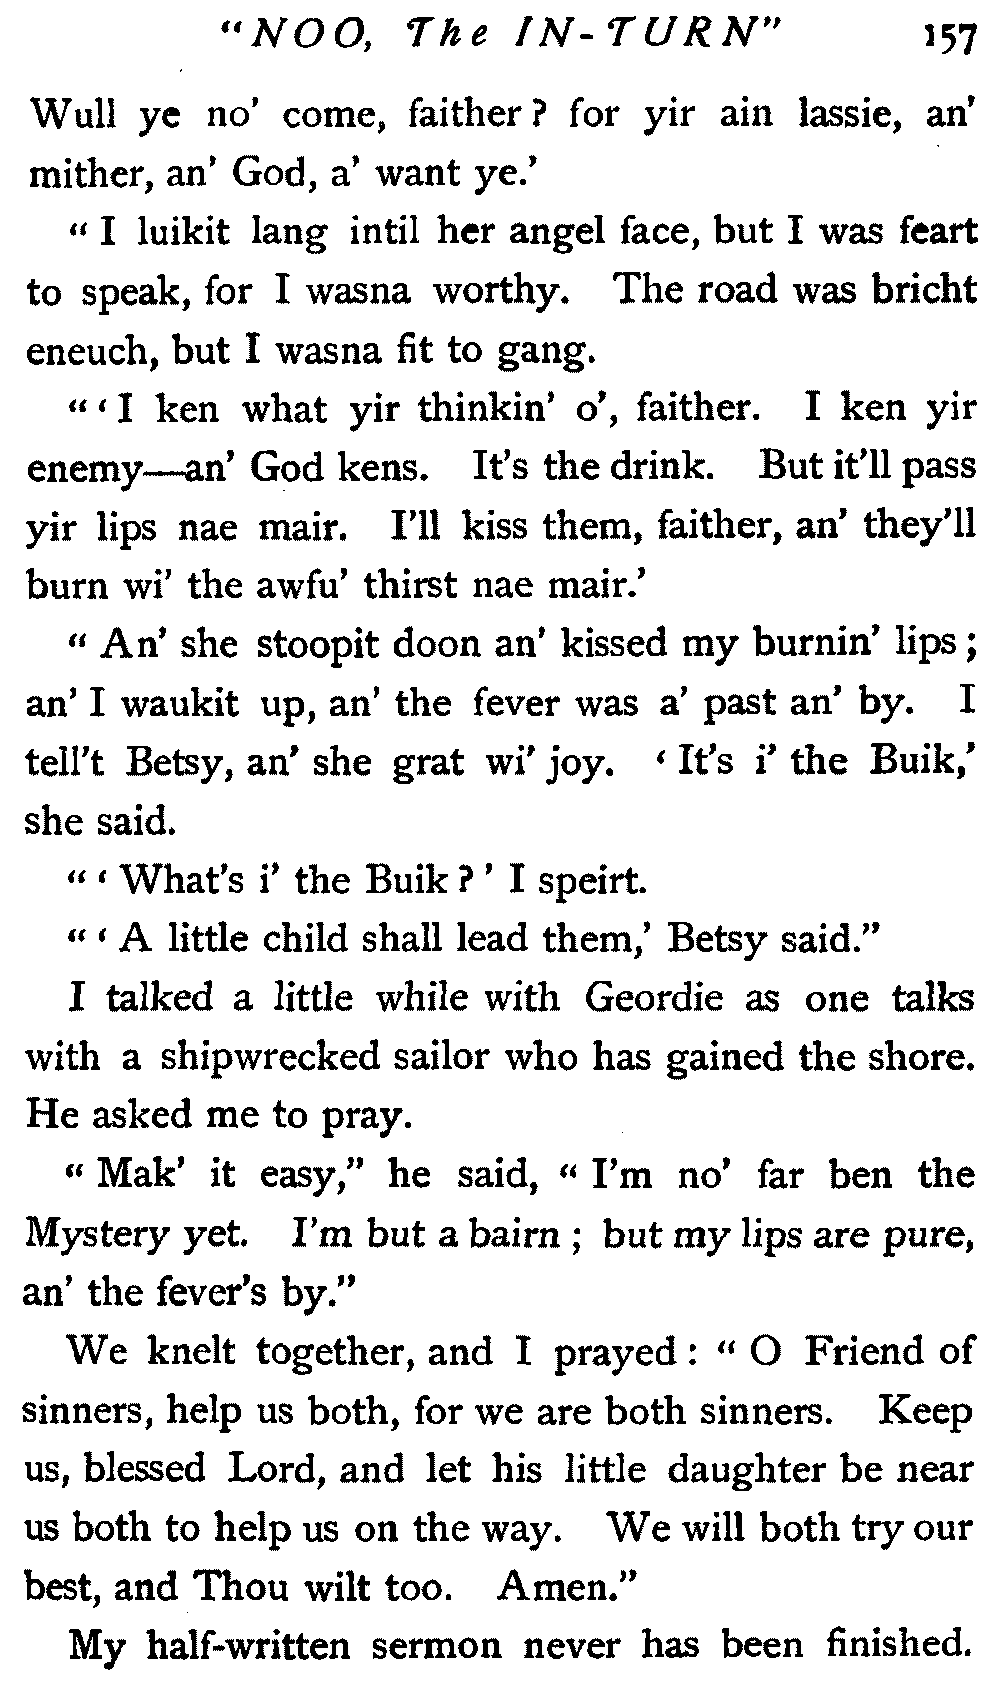 "NOO, The IN-TURN" 157
Wull ye no' come, faither? for yir ain lassie, an'
mither, an' God, a' want ye.'
"I luikit lang intil her angel face, but I was feart
to speak, for I wasna worthy. The road was bricht
eneuch, but I wasna fit to gang.
"'I ken what yir thinkin' o', faither. I ken yir
enemy—an' God kens. It's the drink. But it'll pass
yir lips nae mair. I'll kiss them, faither, an' they'll
burn wi' the awfu' thirst nae mair.'
"An' she stoopit doon an' kissed my burnin' lips;
an' I waukit up, an' the fever was a' past an' by. I
tell't Betsy, an' she grat wi' joy. 'It's i' the Buik,'
she said.
"'What's i' the Buik?' I speirt.
"'A little child shall lead them,' Betsy said."
I talked a little while with Geordie as one talks
with a shipwrecked sailor who has gained the shore.
He asked me to pray.
"Mak' it easy," he said, "I'm no' far ben the
Mystery yet. I'm but a bairn; but my lips are pure,
an' the fever's by."
We knelt together, and I prayed: "O Friend of
sinners, help us both, for we are both sinners. Keep
us, blessed Lord, and let his little daughter be near
us both to help us on the way. We will both try our
best, and Thou wilt too. Amen."
My half-written sermon never has been finished.